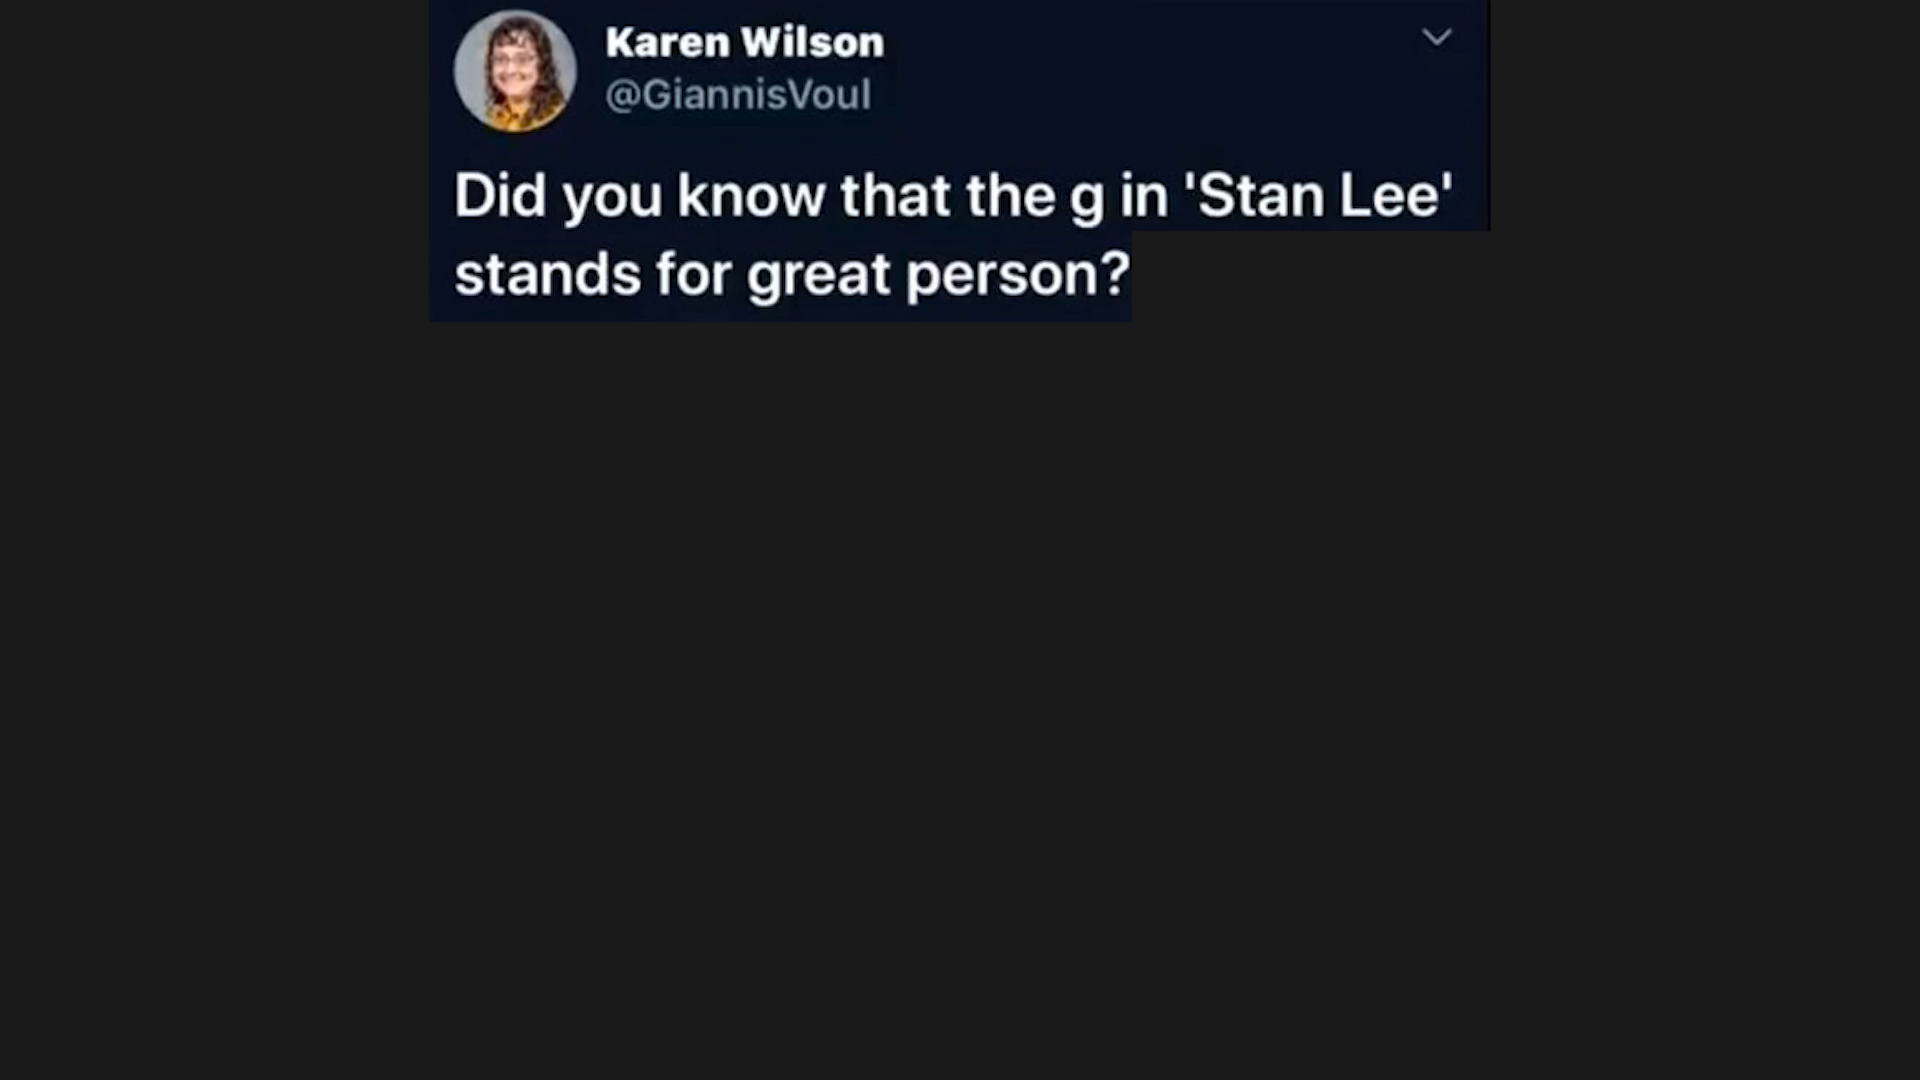 Karen Wilson
@GiannisVoul
Did you know that the g in 'Stan Lee'
stands for great person?